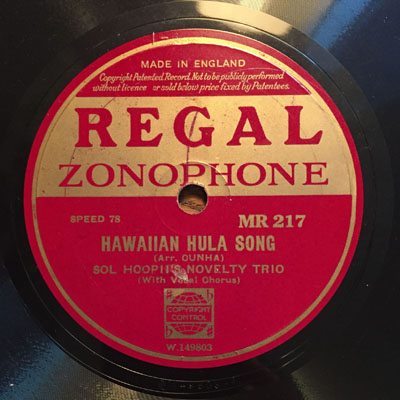 MADE IN ENGLAND
Copyright Patented Record. Not to be publicly performed
without licence or sold below price fixed by Patentees.
REGAL
ZONOPHONE
SPEED 78
MR 217
HAWAIIAN HULA SONG
(Arr. CUNHA)
SOL HOOPII'S NOVELTY TRIO
(With Vocal Chorus)
COPYRIGHT
CONTROL
W.149803